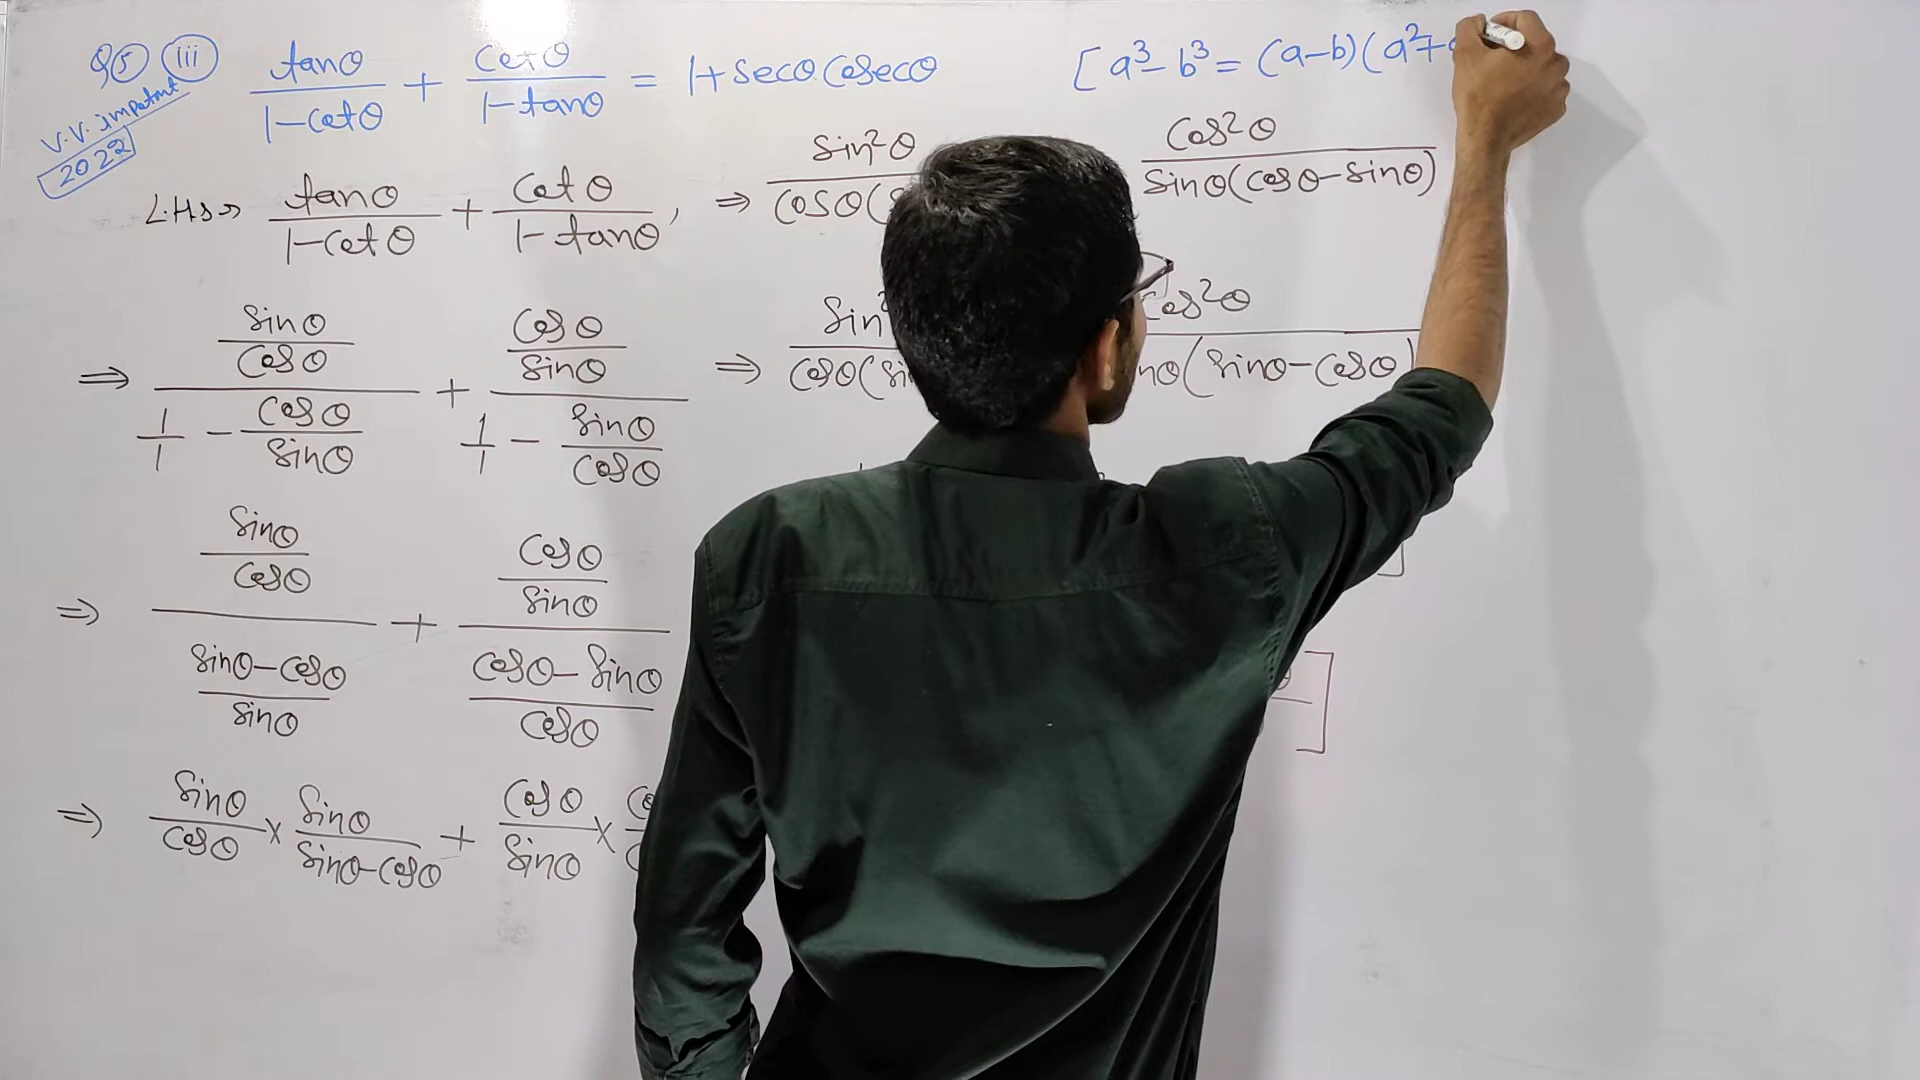 Q5 (iii) tanθ/(1-cotθ) + cotθ/(1-tanθ) = 1+secθ.cosecθ
V.V. impotant
2022
L.H.S → tanθ/(1-cotθ) + cotθ/(1-tanθ),
⇒ (sinθ/cosθ)/(1/1 - cosθ/sinθ) + (cosθ/sinθ)/(1/1 - sinθ/cosθ)
⇒ (sinθ/cosθ)/((sinθ-cosθ)/sinθ) + (cosθ/sinθ)/((cosθ-sinθ)/cosθ)
⇒ sinθ/cosθ × sinθ/(sinθ-cosθ) + cosθ/sinθ ×
[a³-b³ = (a-b)(a²+
⇒ sin²θ/cosθ( cos²θ/(sinθ(cosθ-sinθ))
⇒ sin²/cosθ( cos²θ/(sinθ-cosθ)
]
]